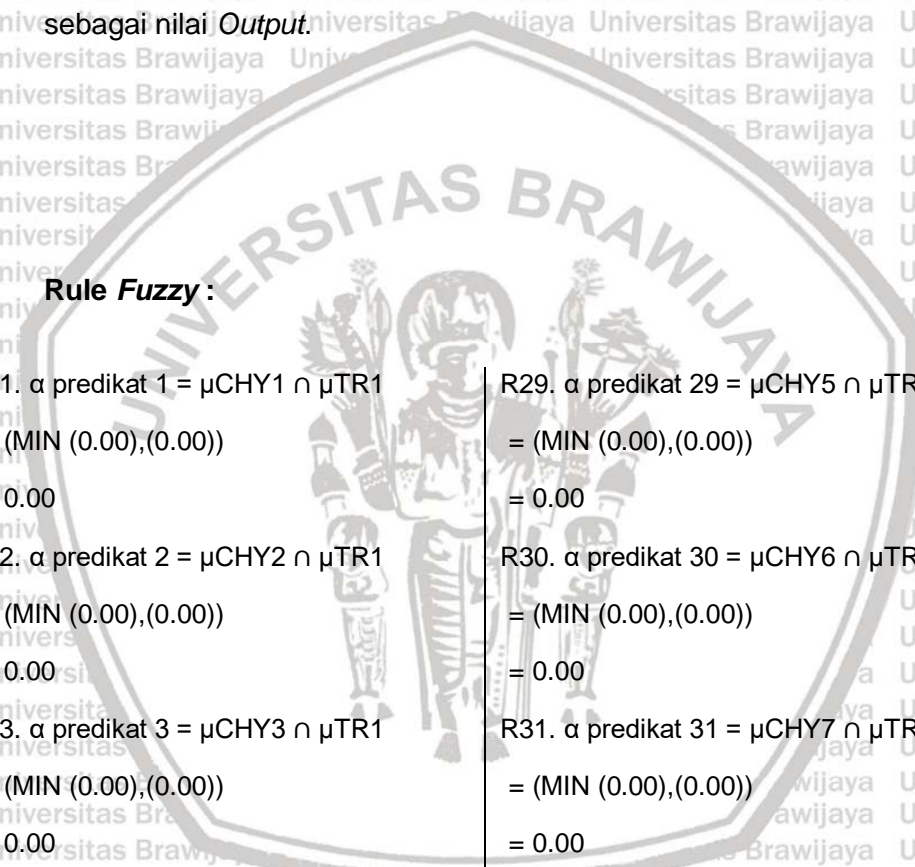 sebagai nilai Output.
Rule Fuzzy :
1. α predikat 1 = µCHY1 ∩ µTR1
(MIN (0.00),(0.00))
0.00
2. α predikat 2 = µCHY2 ∩ µTR1
(MIN (0.00),(0.00))
0.00
3. α predikat 3 = µCHY3 ∩ µTR1
(MIN (0.00),(0.00))
0.00
R29. α predikat 29 = µCHY5 ∩ µTR
= (MIN (0.00),(0.00))
= 0.00
R30. α predikat 30 = µCHY6 ∩ µTR
= (MIN (0.00),(0.00))
= 0.00
R31. α predikat 31 = µCHY7 ∩ µTR
= (MIN (0.00),(0.00))
= 0.00
UNIVERSITAS BRAWIJAYA